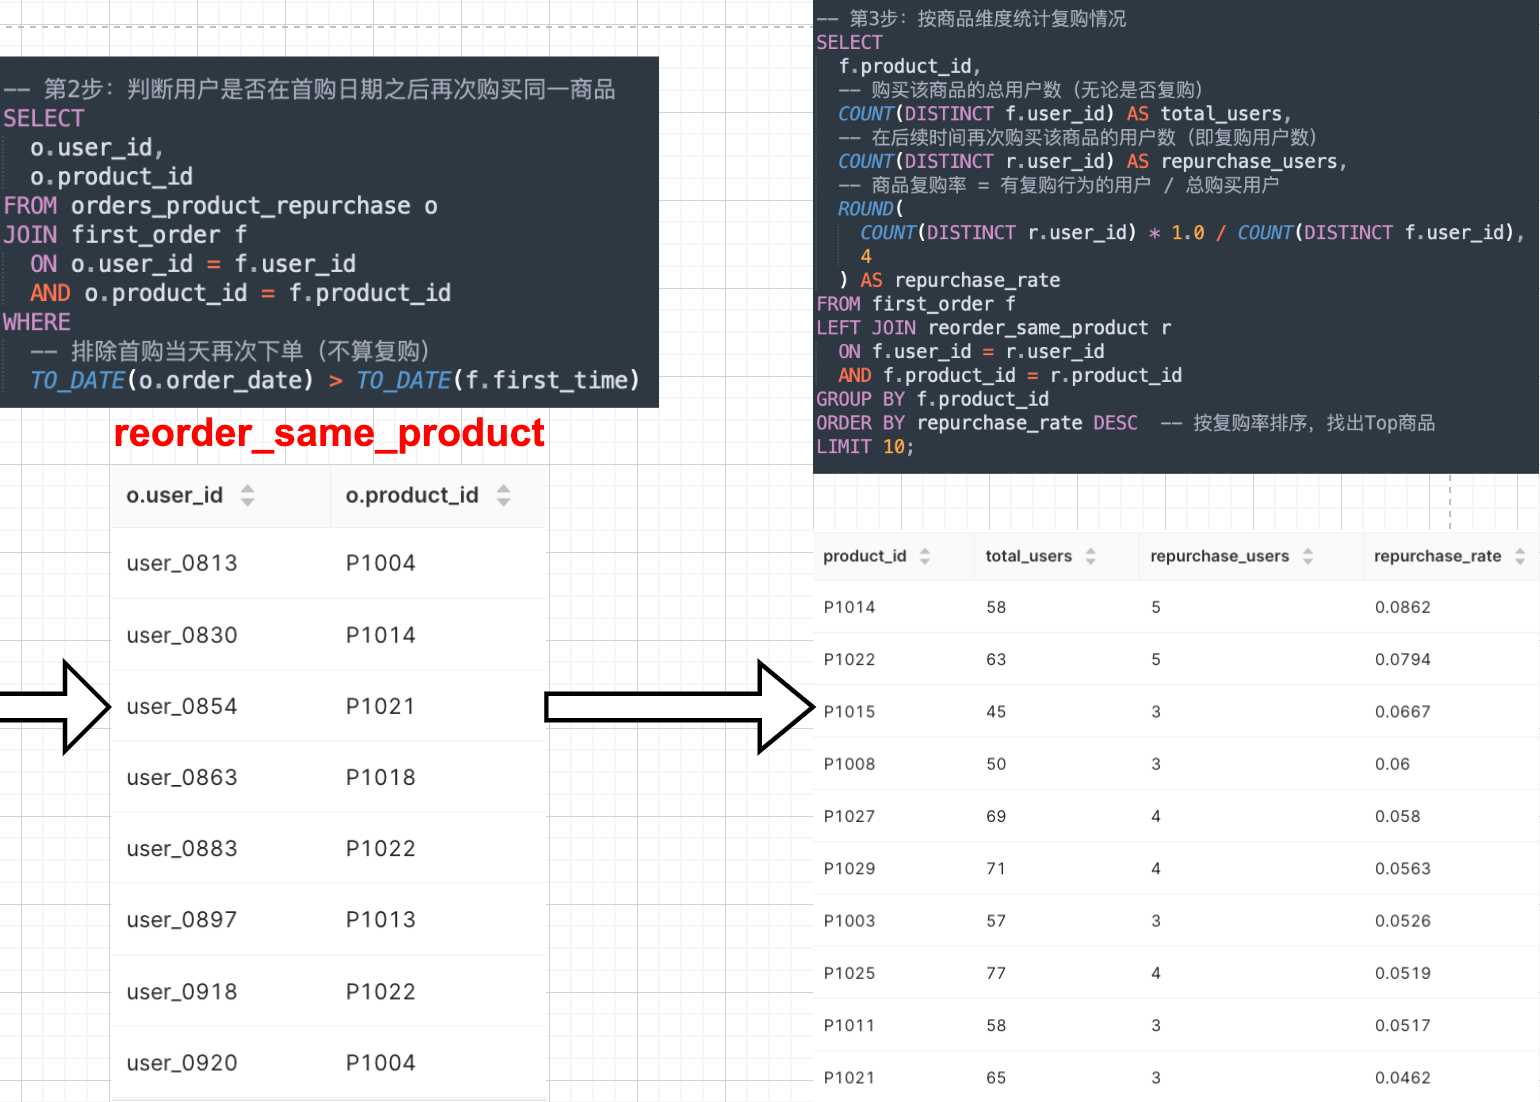 -- 第2步：判断用户是否在首购日期之后再次购买同一商品
SELECT
o.user_id,
o.product_id
FROM orders_product_repurchase o
JOIN first_order f
ON o.user_id = f.user_id
AND o.product_id = f.product_id
WHERE
-- 排除首购当天再次下单（不算复购）
TO_DATE(o.order_date) > TO_DATE(f.first_time)
reorder_same_product
o.user_id o.product_id
user_0813 P1004
user_0830 P1014
user_0854 P1021
user_0863 P1018
user_0883 P1022
user_0897 P1013
user_0918 P1022
user_0920 P1004
-- 第3步：按商品维度统计复购情况
SELECT
f.product_id,
-- 购买该商品的总用户数（无论是否复购）
COUNT(DISTINCT f.user_id) AS total_users,
-- 在后续时间再次购买该商品的用户数（即复购用户数）
COUNT(DISTINCT r.user_id) AS repurchase_users,
-- 商品复购率 = 有复购行为的用户 / 总购买用户
ROUND(
COUNT(DISTINCT r.user_id) * 1.0 / COUNT(DISTINCT f.user_id),
4
) AS repurchase_rate
FROM first_order f
LEFT JOIN reorder_same_product r
ON f.user_id = r.user_id
AND f.product_id = r.product_id
GROUP BY f.product_id
ORDER BY repurchase_rate DESC -- 按复购率排序，找出Top商品
LIMIT 10;
product_id total_users repurchase_users repurchase_rate
P1014 58 5 0.0862
P1022 63 5 0.0794
P1015 45 3 0.0667
P1008 50 3 0.06
P1027 69 4 0.058
P1029 71 4 0.0563
P1003 57 3 0.0526
P1025 77 4 0.0519
P1011 58 3 0.0517
P1021 65 3 0.0462